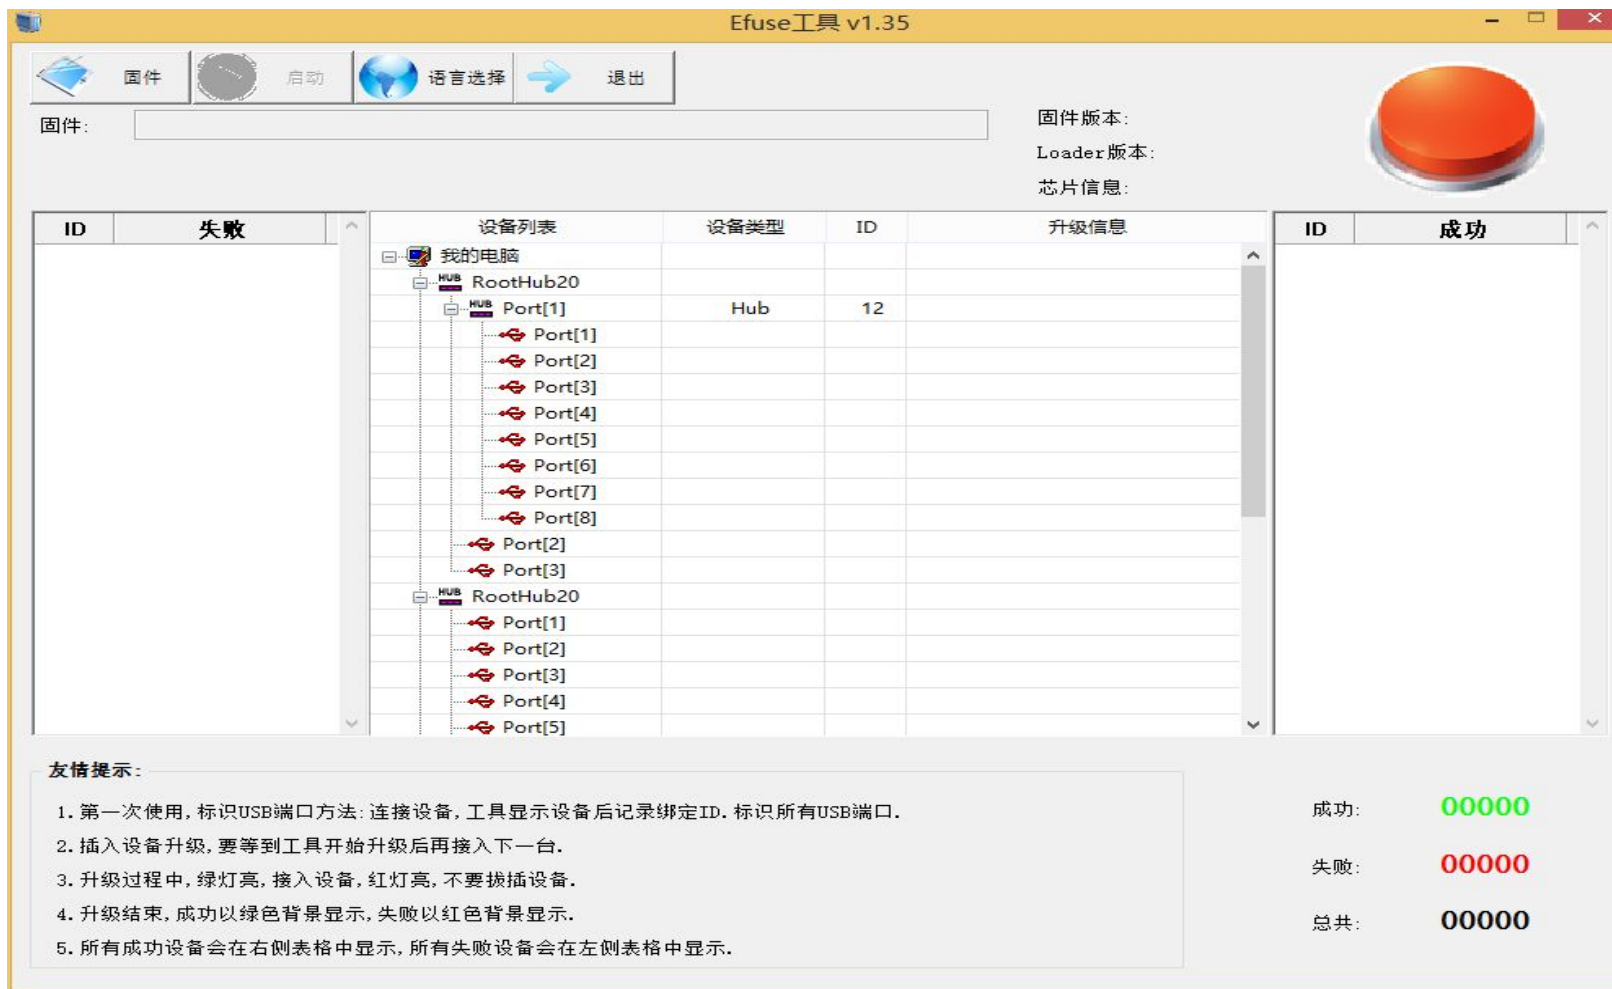 Efuse工具 v1.35
固件 启动 语言选择 退出
固件:
固件版本:
Loader版本:
芯片信息:
ID 失败
设备列表 设备类型 ID 升级信息
ID 成功
我的电脑
HUB RootHub20
HUB Port[1] Hub 12
Port[1]
Port[2]
Port[3]
Port[4]
Port[5]
Port[6]
Port[7]
Port[8]
Port[2]
Port[3]
HUB RootHub20
Port[1]
Port[2]
Port[3]
Port[4]
Port[5]
友情提示:
1.第一次使用,标识USB端口方法:连接设备,工具显示设备后记录绑定ID.标识所有USB端口.
2.插入设备升级,要等到工具开始升级后再接入下一台.
3.升级过程中,绿灯亮,接入设备,红灯亮,不要拔插设备.
4.升级结束,成功以绿色背景显示,失败以红色背景显示.
5.所有成功设备会在右侧表格中显示,所有失败设备会在左侧表格中显示.
成功: 00000
失败: 00000
总共: 00000